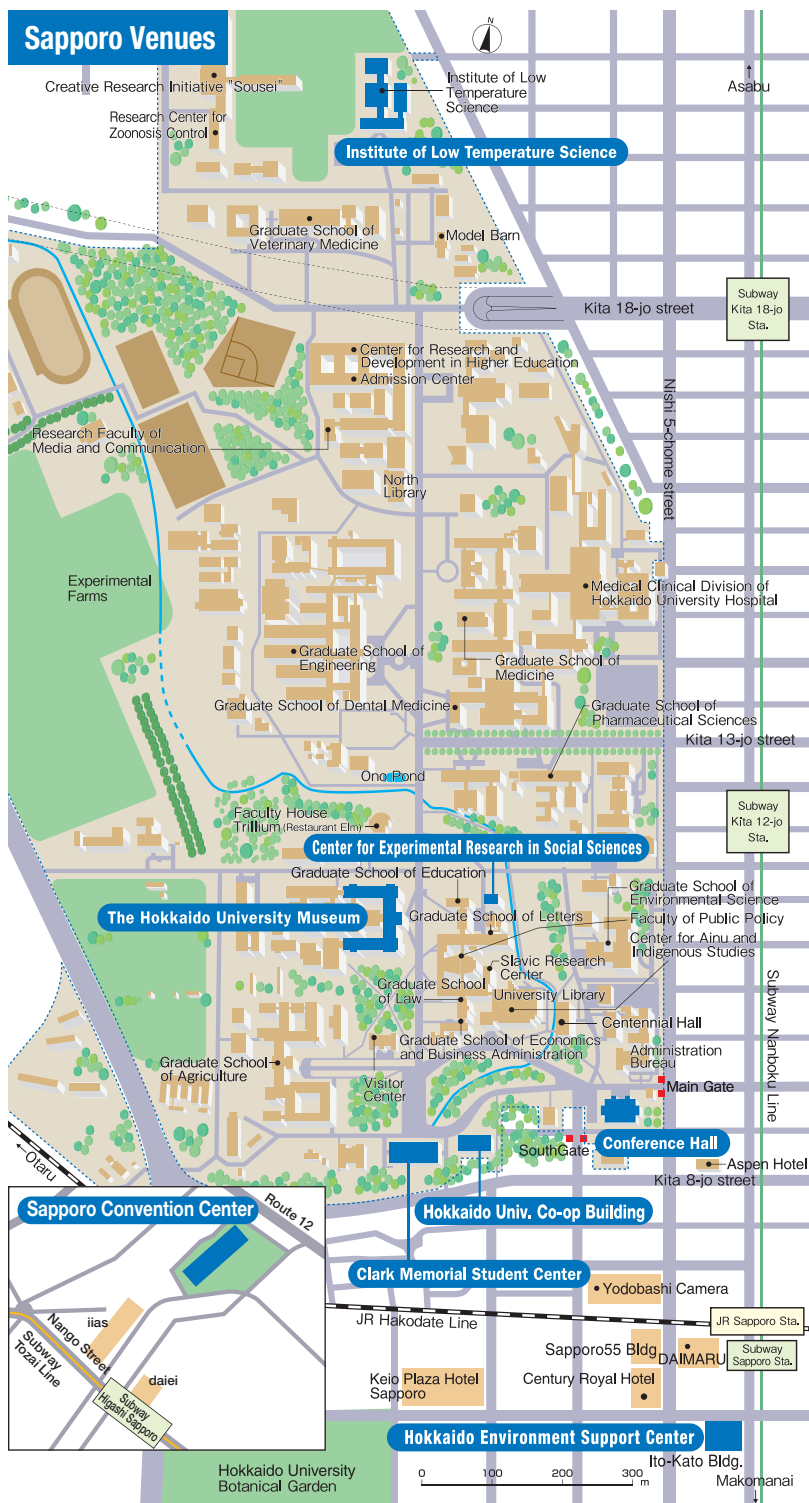 Sapporo Venues
N
Creative Research Initiative "Sousei"
Research Center for
Zoonosis Control
Institute of Low
Temperature
Science
Institute of Low Temperature Science
↑
Asabu
Graduate School of
Veterinary Medicine
Model Barn
Kita 18-jo street
Subway
Kita 18-jo
Sta.
Center for Research and
Development in Higher Education
Admission Center
Nishi 5-chome street
Research Faculty of
Media and Communication
North
Library
Experimental
Farms
Medical Clinical Division of
Hokkaido University Hospital
Graduate School of
Engineering
Graduate School of
Medicine
Graduate School of Dental Medicine
Graduate School of
Pharmaceutical Sciences
Kita 13-jo street
Ono Pond
Subway
Kita 12-jo
Sta.
Faculty House
Trillium (Restaurant Elm)
Center for Experimental Research in Social Sciences
Graduate School of Education
Graduate School of
Environmental Science
The Hokkaido University Museum
Graduate School of Letters
Faculty of Public Policy
Center for Ainu and
Indigenous Studies
Slavic Research
Center
Graduate School
of Law
University Library
Subway Nanboku Line
Centennial Hall
Graduate School of Economics
and Business Administration
Administration
Bureau
Graduate School
of Agriculture
Visitor
Center
Main Gate
←Otaru
SouthGate
Conference Hall
Aspen Hotel
Kita 8-jo street
Sapporo Convention Center
Route 12
Hokkaido Univ. Co-op Building
Clark Memorial Student Center
Yodobashi Camera
iias
Nango Street
Subway
Tozai Line
daiei
Subway
Higashi Sapporo
JR Hakodate Line
JR Sapporo Sta.
Sapporo55 Bldg
DAIMARU
Subway
Sapporo Sta.
Keio Plaza Hotel
Sapporo
Century Royal Hotel
Hokkaido Environment Support Center
Ito-Kato Bldg.
Hokkaido University
Botanical Garden
0 100 200 300
m
Makomanai
↓